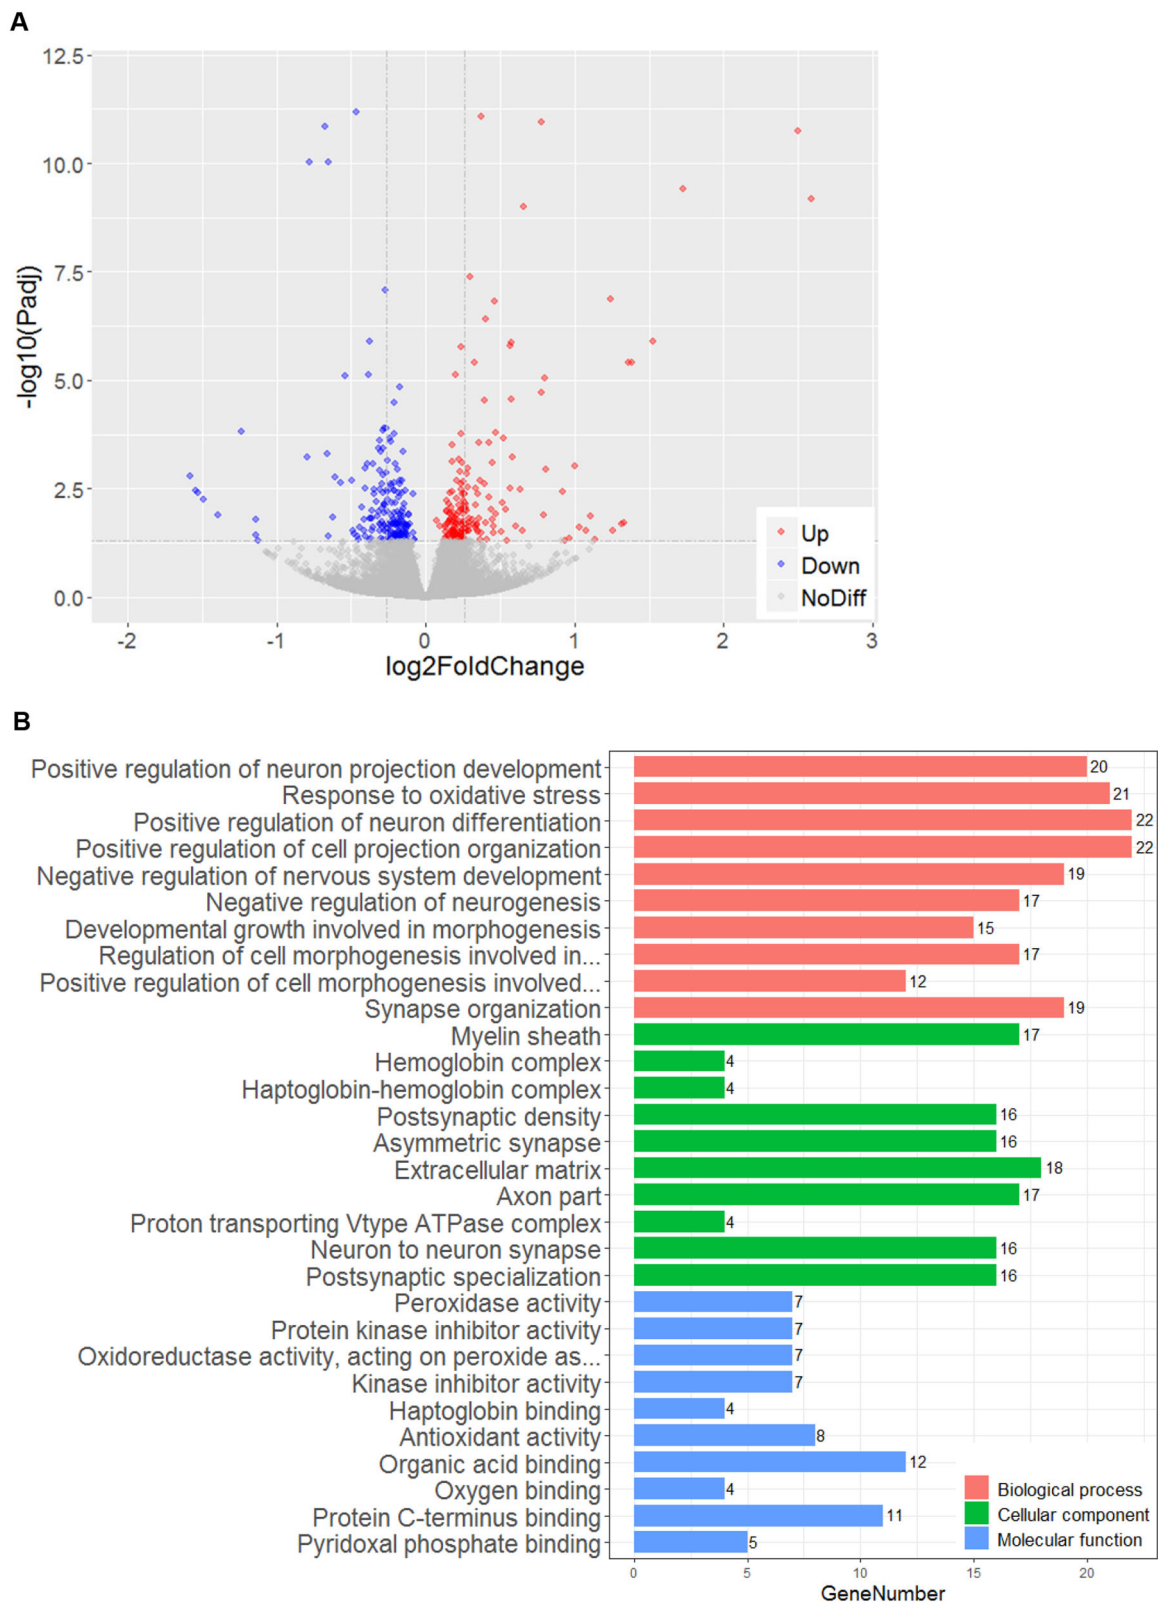 A
12.5
10.0
7.5
5.0
2.5
0.0
-log10(Padj)
-2 -1 0 1 2 3
log2FoldChange
Up
Down
NoDiff
B
Positive regulation of neuron projection development 20
Response to oxidative stress 21
Positive regulation of neuron differentiation 22
Positive regulation of cell projection organization 22
Negative regulation of nervous system development 19
Negative regulation of neurogenesis 17
Developmental growth involved in morphogenesis 15
Regulation of cell morphogenesis involved in... 17
Positive regulation of cell morphogenesis involved... 12
Synapse organization 19
Myelin sheath 17
Hemoglobin complex 4
Haptoglobin-hemoglobin complex 4
Postsynaptic density 16
Asymmetric synapse 16
Extracellular matrix 18
Axon part 17
Proton transporting Vtype ATPase complex 4
Neuron to neuron synapse 16
Postsynaptic specialization 16
Peroxidase activity 7
Protein kinase inhibitor activity 7
Oxidoreductase activity, acting on peroxide as... 7
Kinase inhibitor activity 7
Haptoglobin binding 4
Antioxidant activity 8
Organic acid binding 12
Oxygen binding 4
Protein C-terminus binding 11
Pyridoxal phosphate binding 5
Biological process
Cellular component
Molecular function
0 5 10 15 20
GeneNumber